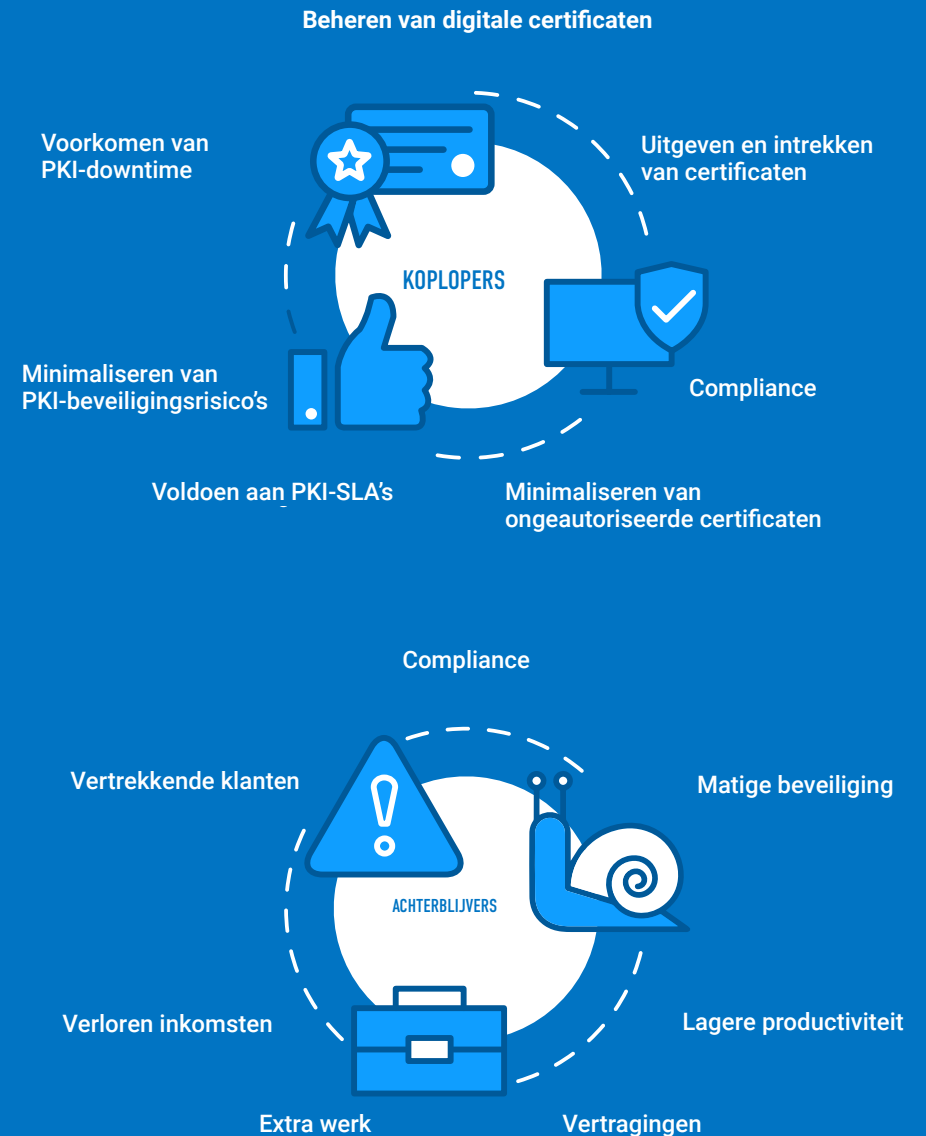 Beheren van digitale certificaten
Voorkomen van
PKI-downtime
Uitgeven en intrekken
van certificaten
KOPLOPERS
Minimaliseren van
PKI-beveiligingsrisico's
Compliance
Voldoen aan PKI-SLA's
Minimaliseren van
ongeautoriseerde certificaten
Compliance
Vertrekkende klanten
Matige beveiliging
ACHTERBLIJVERS
Verloren inkomsten
Lagere productiviteit
Extra werk
Vertragingen